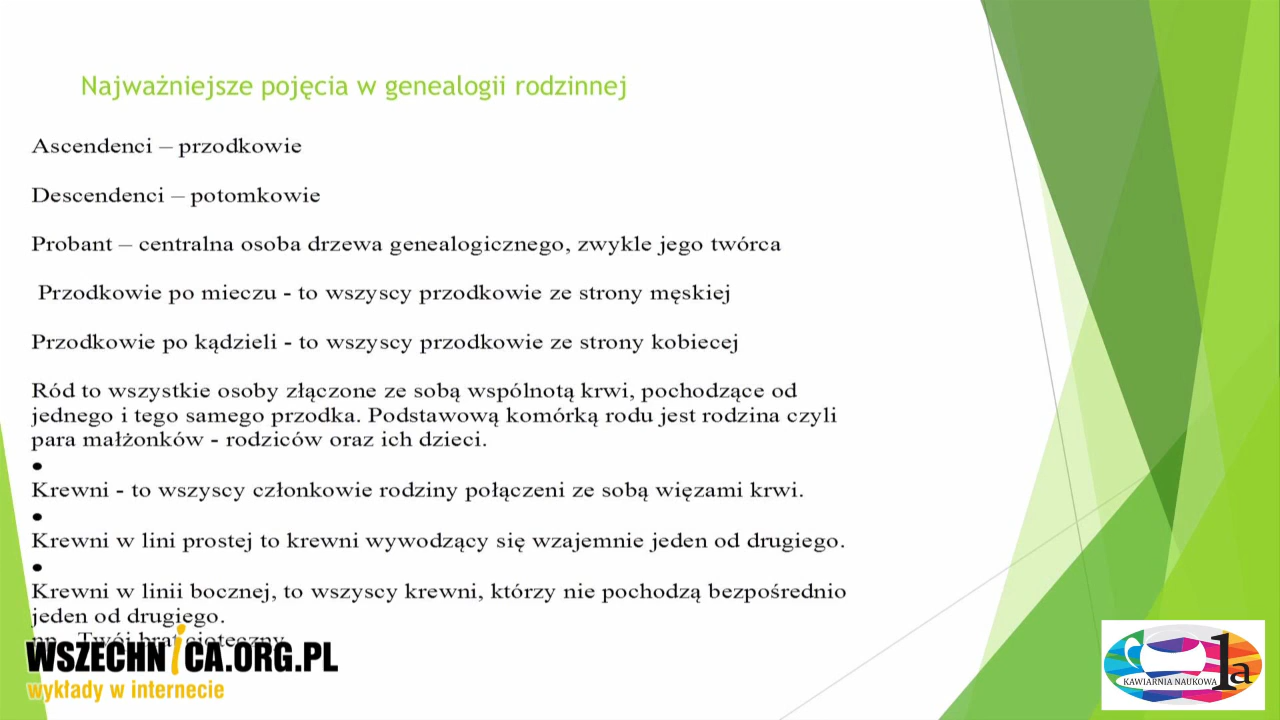 Najważniejsze pojęcia w genealogii rodzinnej
Ascendenci – przodkowie
Descendenci – potomkowie
Probant – centralna osoba drzewa genealogicznego, zwykle jego twórca
Przodkowie po mieczu - to wszyscy przodkowie ze strony męskiej
Przodkowie po kądzieli - to wszyscy przodkowie ze strony kobiecej
Ród to wszystkie osoby złączone ze sobą wspólnotą krwi, pochodzące od
jednego i tego samego przodka. Podstawową komórką rodu jest rodzina czyli
para małżonków - rodziców oraz ich dzieci.
•
Krewni - to wszyscy członkowie rodziny połączeni ze sobą więzami krwi.
•
Krewni w lini prostej to krewni wywodzący się wzajemnie jeden od drugiego.
•
Krewni w linii bocznej, to wszyscy krewni, którzy nie pochodzą bezpośrednio
jeden od drugiego.
np. Twój brat cioteczny
WSZECHNICA.ORG.PL
wykłady w internecie
KAWIARNIA NAUKOWA 1a